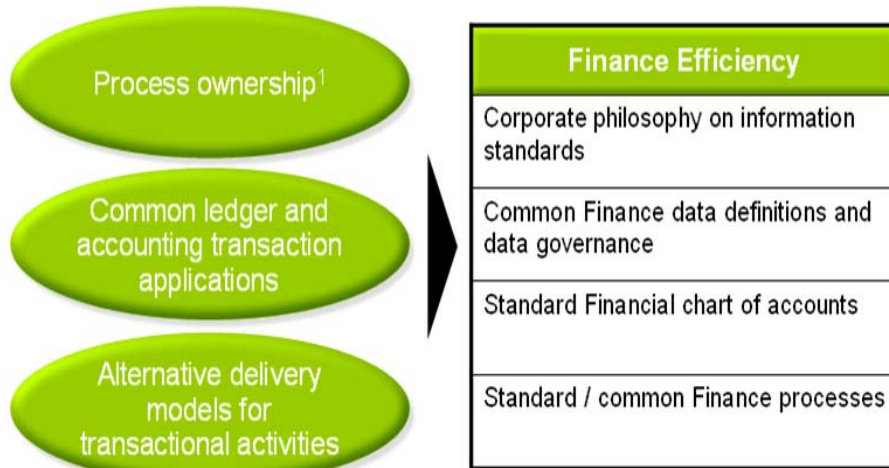 Process ownership¹
Common ledger and
accounting transaction
applications
Alternative delivery
models for
transactional activities
Finance Efficiency
Corporate philosophy on information
standards
Common Finance data definitions and
data governance
Standard Financial chart of accounts
Standard / common Finance processes